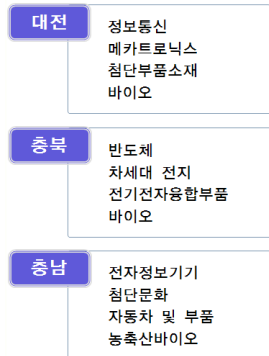 대전
정보통신
메카트로닉스
첨단부품소재
바이오
충북
반도체
차세대 전지
전기전자융합부품
바이오
충남
전자정보기기
첨단문화
자동차 및 부품
농축산바이오